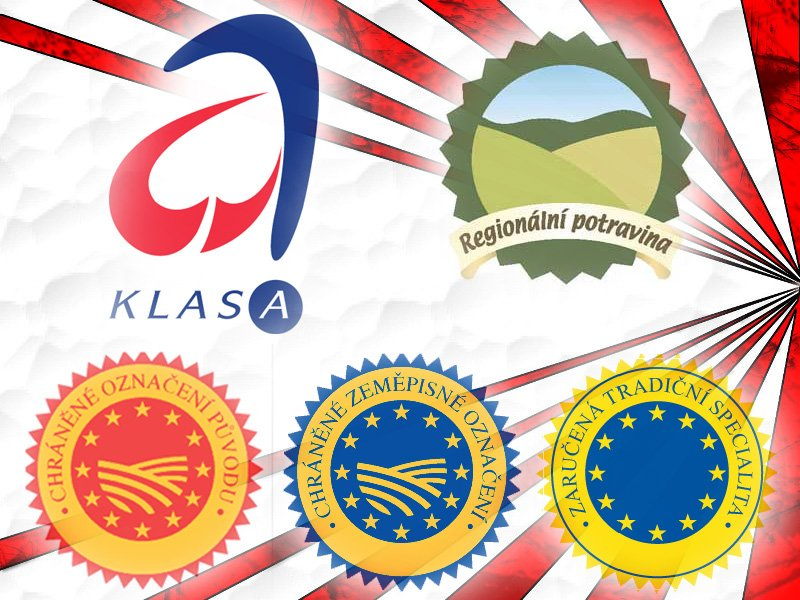 KLASA
Regionální potravina
CHRÁNĚNÉ OZNAČENÍ PŮVODU
CHRÁNĚNÉ ZEMĚPISNÉ OZNAČENÍ
ZARUČENÁ TRADIČNÍ SPECIALITA